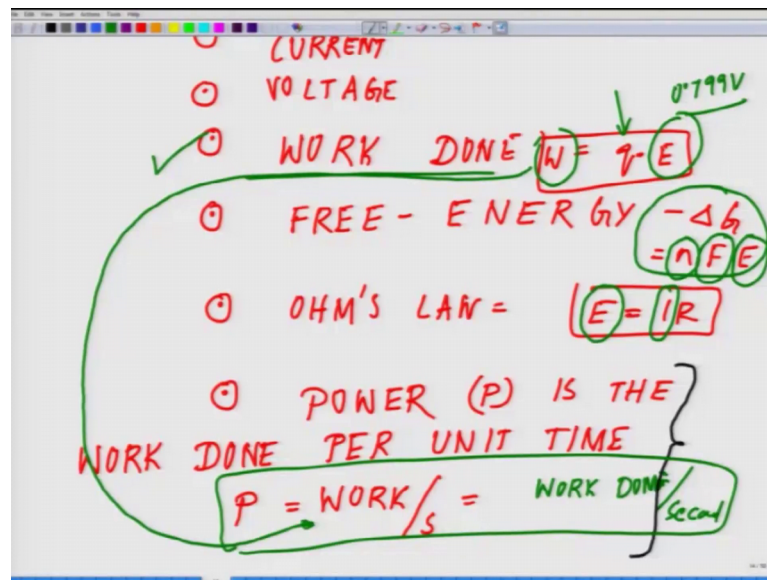 CURRENT
VOLTAGE
0.799V
WORK DONE W = q.E
FREE-ENERGY -ΔG
= n F E
OHM'S LAW = E = IR
POWER (P) IS THE
WORK DONE PER UNIT TIME
P = WORK/s = WORK DONE/Second